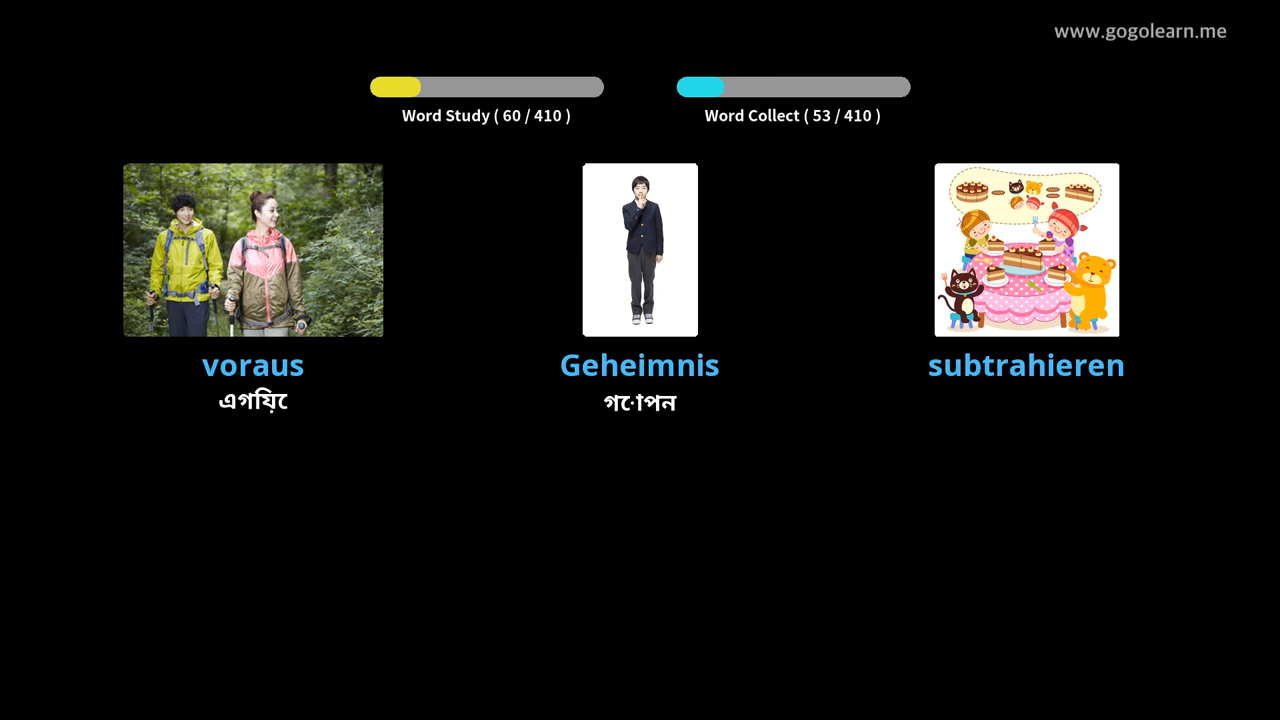 www.gogolearn.me
Word Study ( 60 / 410 )
Word Collect ( 53 / 410 )
voraus
Geheimnis
subtrahieren
এগিয়ে
গোপন